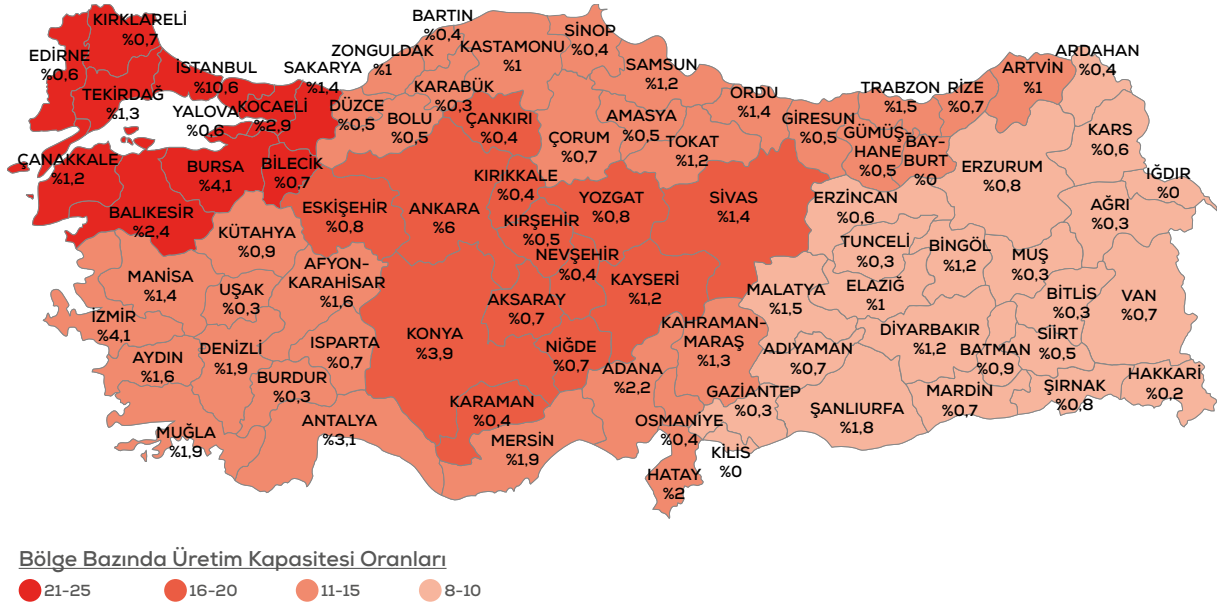 KIRKLARELİ
%0,7
EDİRNE
%0,6
TEKİRDAĞ
%1,3
İSTANBUL
%10,6
YALOVA
%0,6
KOCAELİ
%2,9
SAKARYA
%1,4
DÜZCE
%0,5
ZONGULDAK
%1
BARTIN
%0,4
KASTAMONU
%1
KARABÜK
%0,3
BOLU
%0,5
ÇANKIRI
%0,4
SİNOP
%0,4
SAMSUN
%1,2
AMASYA
%0,5
ÇORUM
%0,7
TOKAT
%1,2
ORDU
%1,4
GİRESUN
%0,5
TRABZON
%1,5
RİZE
%0,7
ARTVİN
%1
ARDAHAN
%0,4
GÜMÜŞ-
HANE
%0,5
BAY-
BURT
%0
KARS
%0,6
IĞDIR
%0
ERZURUM
%0,8
AĞRI
%0,3
ÇANAKKALE
%1,2
BURSA
%4,1
BİLECİK
%0,7
BALIKESİR
%2,4
KÜTAHYA
%0,9
ESKİŞEHİR
%0,8
ANKARA
%6
KIRIKKALE
%0,4
KIRŞEHİR
%0,5
YOZGAT
%0,8
SİVAS
%1,4
ERZİNCAN
%0,6
TUNCELİ
%0,3
BİNGÖL
%1,2
MUŞ
%0,3
NEVŞEHİR
%0,4
KAYSERİ
%1,2
MALATYA
%1,5
ELAZIĞ
%1
BİTLİS
%0,3
VAN
%0,7
MANİSA
%1,4
UŞAK
%0,3
AFYON-
KARAHİSAR
%1,6
AKSARAY
%0,7
İZMİR
%4,1
AYDIN
%1,6
DENİZLİ
%1,9
ISPARTA
%0,7
BURDUR
%0,3
KONYA
%3,9
NİĞDE
%0,7
KAHRAMAN-
MARAŞ
%1,3
ADIYAMAN
%0,7
DİYARBAKIR
%1,2
BATMAN
%0,9
SİİRT
%0,5
ADANA
%2,2
GAZİANTEP
%0,3
ŞANLIURFA
%1,8
MARDİN
%0,7
ŞIRNAK
%0,8
HAKKARİ
%0,2
KARAMAN
%0,4
MUĞLA
%1,9
ANTALYA
%3,1
MERSİN
%1,9
OSMANİYE
%0,4
KİLİS
%0
HATAY
%2
Bölge Bazında Üretim Kapasitesi Oranları
21-25
16-20
11-15
8-10